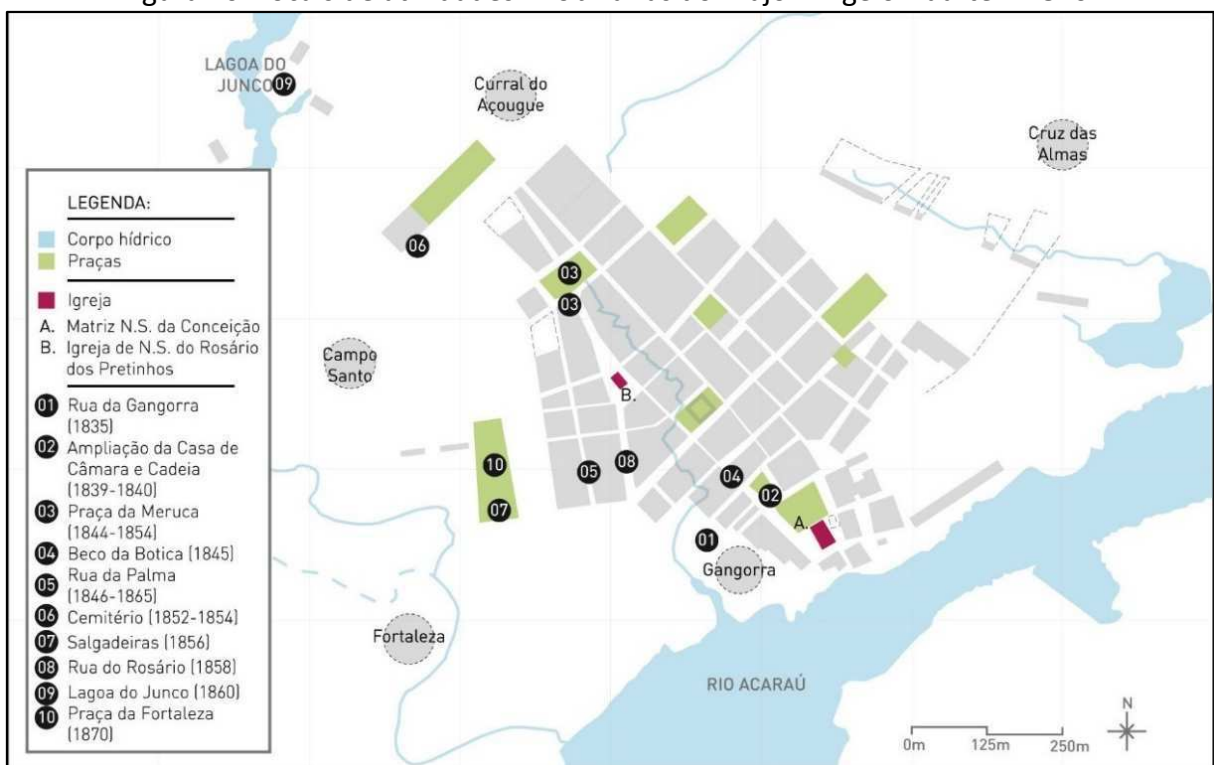 LAGOA DO
JUNCO
09
Curral do
Açougue
Cruz das
Almas
06
03
03
Campo
Santo
B.
10
05
08
07
04
02
A.
01
Gangorra
Fortaleza
RIO ACARAÚ
N
0m 125m 250m
LEGENDA:
Corpo hídrico
Praças
Igreja
A. Matriz N.S. da Conceição
B. Igreja de N.S. do Rosário
dos Pretinhos
01 Rua da Gangorra
(1835)
02 Ampliação da Casa de
Câmara e Cadeia
(1839-1840)
03 Praça da Meruca
(1844-1854)
04 Beco da Botica (1845)
05 Rua da Palma
(1846-1865)
06 Cemitério (1852-1854)
07 Salgadeiras (1856)
08 Rua do Rosário (1858)
09 Lagoa do Junco (1860)
10 Praça da Fortaleza
(1870)